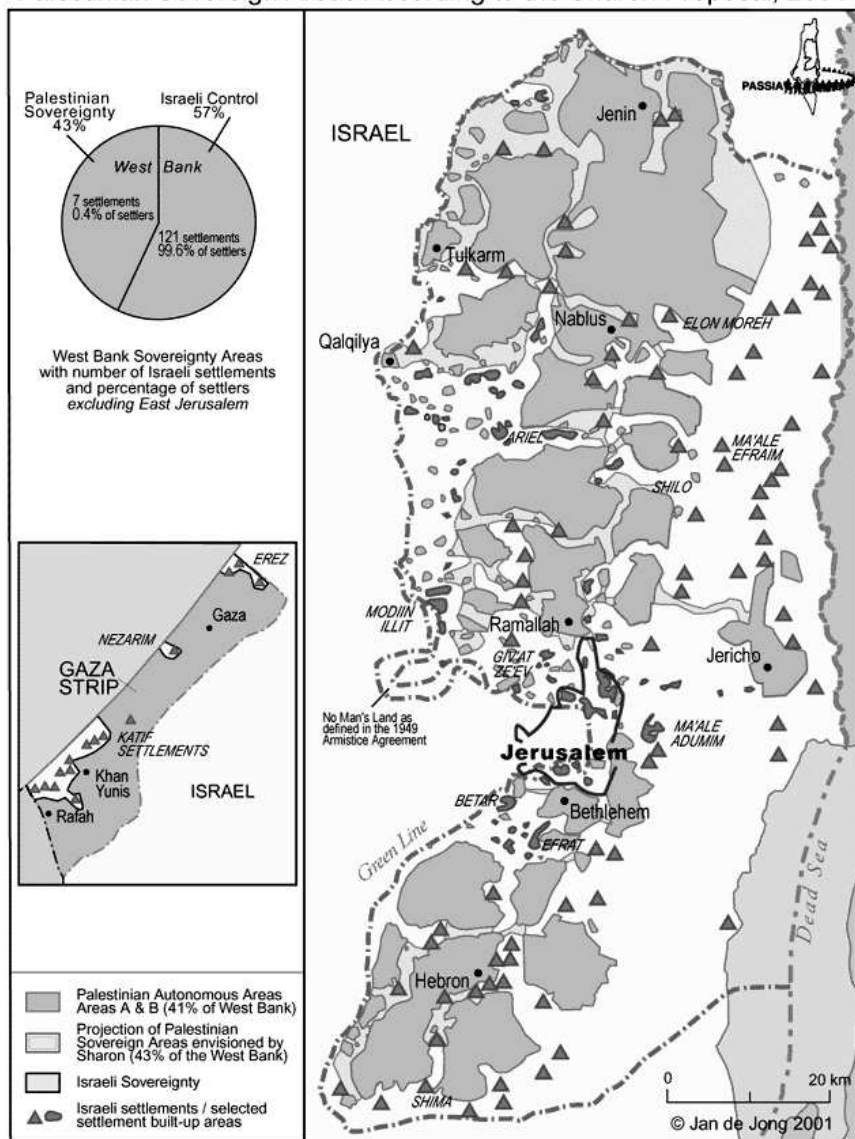 Palestinian
Sovereignty
43%
Israeli Control
57%
West Bank
7 settlements
0.4% of settlers
121 settlements
99.6% of settlers
West Bank Sovereignty Areas
with number of Israeli settlements
and percentage of settlers
excluding East Jerusalem
EREZ
Gaza
NEZARIM
GAZA
STRIP
KATIF
SETTLEMENTS
Khan
Yunis
ISRAEL
Rafah
Palestinian Autonomous Areas
Areas A & B (41% of West Bank)
Projection of Palestinian
Sovereign Areas envisioned by
Sharon (43% of the West Bank)
Israeli Sovereignty
Israeli settlements / selected
settlement built-up areas
PASSIA
ISRAEL
Jenin
Tulkarm
Nablus
ELON MOREH
Qalqilya
ARIEL
MA'ALE
EFRAIM
SHILO
MODIIN
ILLIT
Ramallah
GIV'AT
ZE'EV
Jericho
No Man's Land as
defined in the 1949
Armistice Agreement
MA'ALE
ADUMIM
Jerusalem
BETAR
Bethlehem
EFRAT
Green Line
Dead Sea
Hebron
SHIMA
0 20 km
© Jan de Jong 2001